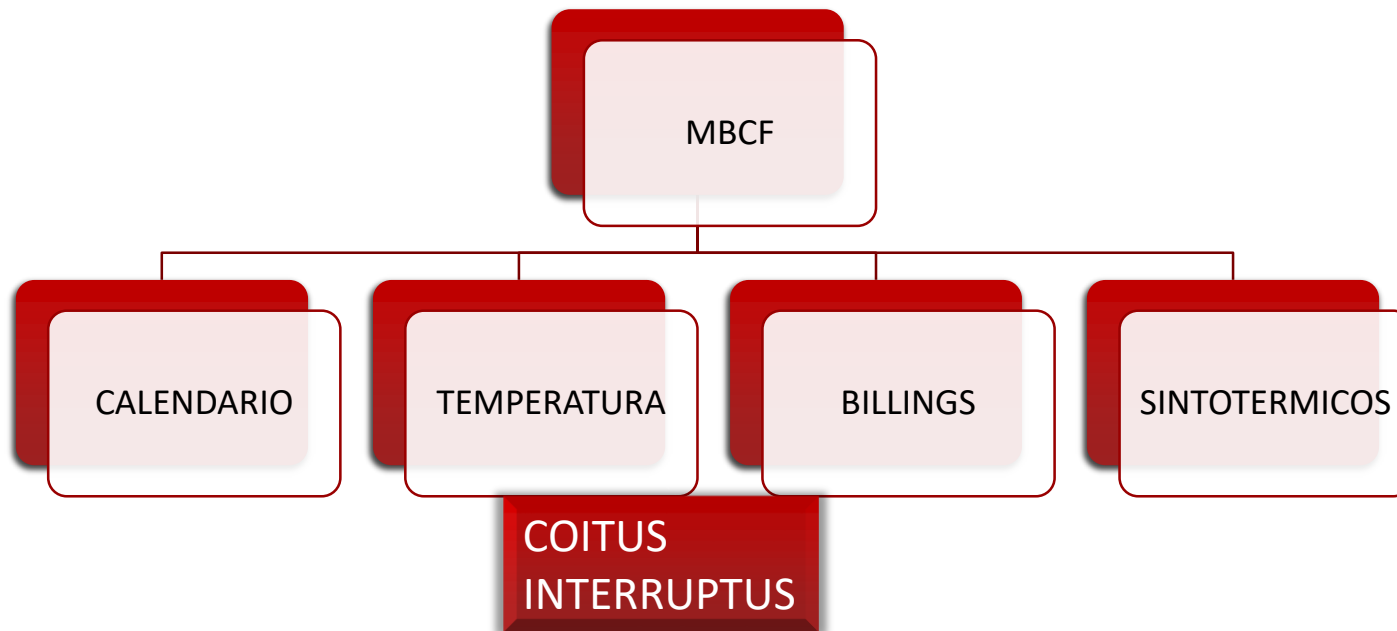 MBCF
CALENDARIO
TEMPERATURA
BILLINGS
SINTOTERMICOS
COITUS
INTERRUPTUS